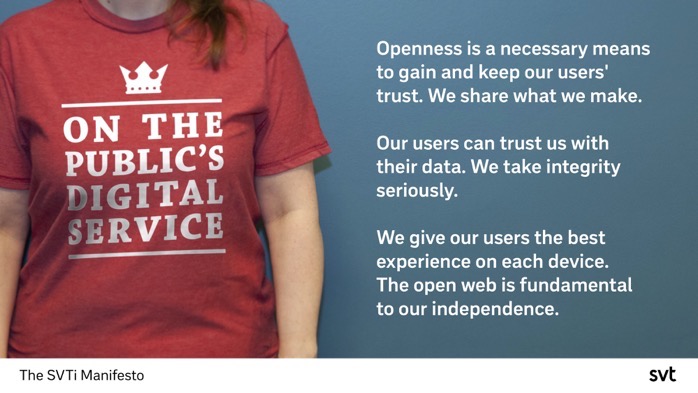 ON THE
PUBLIC'S
DIGITAL
SERVICE
Openness is a necessary means
to gain and keep our users'
trust. We share what we make.
Our users can trust us with
their data. We take integrity
seriously.
We give our users the best
experience on each device.
The open web is fundamental
to our independence.
The SVTi Manifesto
svt